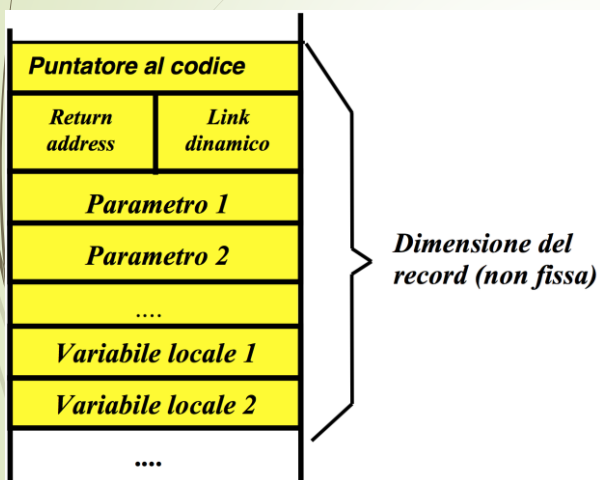 Puntatore al codice
Return
address
Link
dinamico
Parametro 1
Parametro 2
....
Variabile locale 1
Variabile locale 2
....
Dimensione del
record (non fissa)